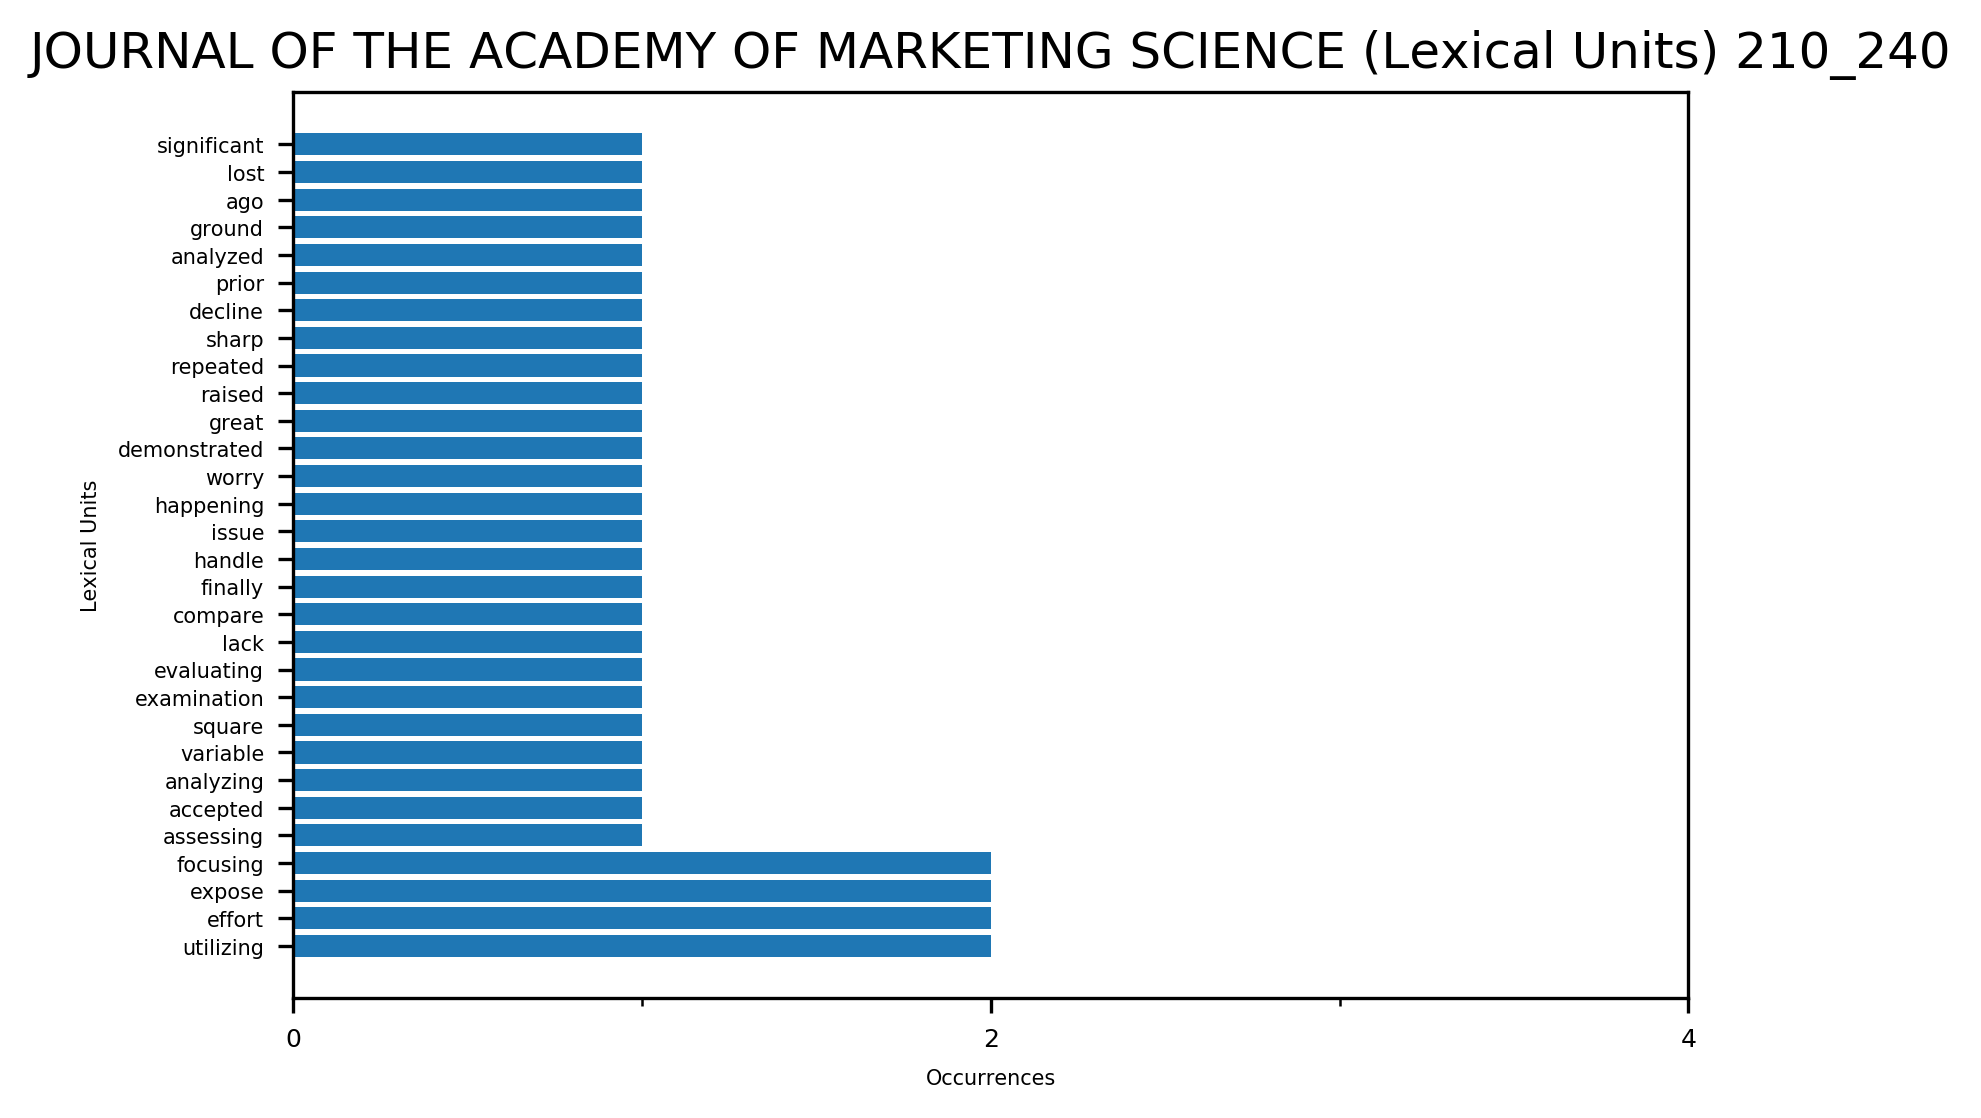 JOURNAL OF THE ACADEMY OF MARKETING SCIENCE (Lexical Units) 210_240
significant
lost
ago
ground
analyzed
prior
decline
sharp
repeated
raised
great
demonstrated
worry
happening
issue
handle
finally
compare
lack
evaluating
examination
square
variable
analyzing
accepted
assessing
focusing
expose
effort
utilizing
Lexical Units
0 2 4
Occurrences